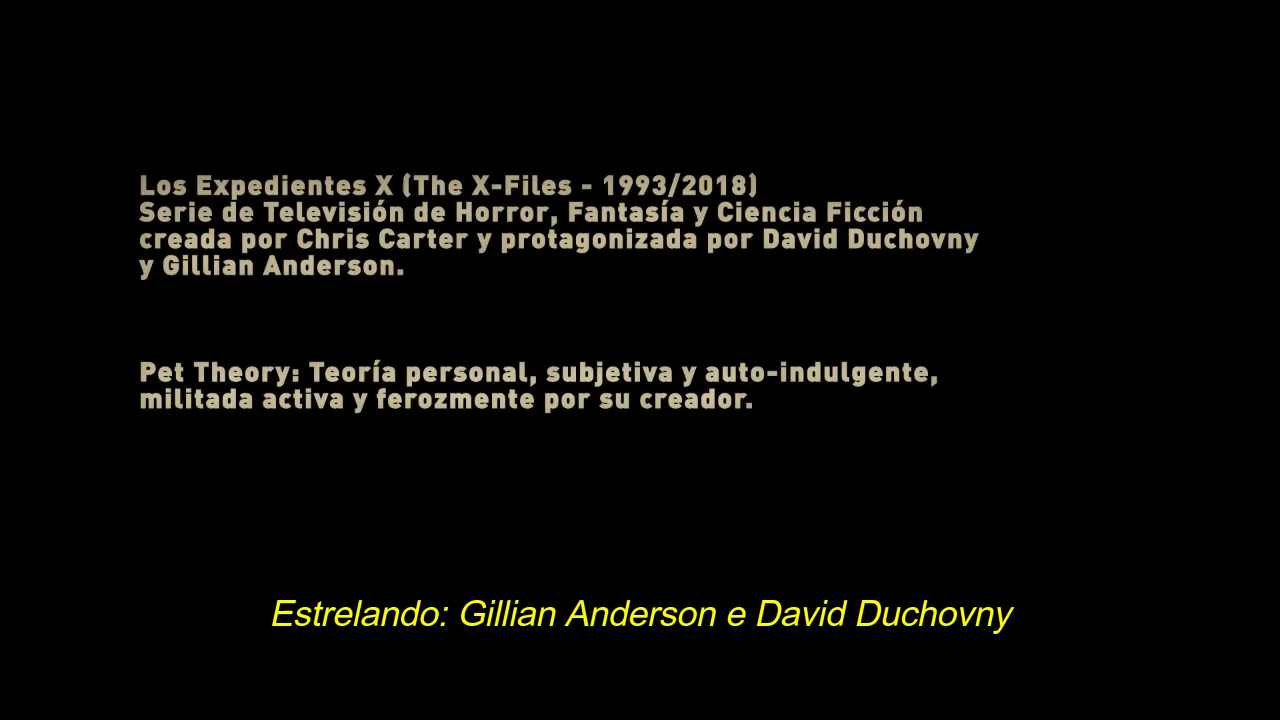 Los Expedientes X (The X-Files - 1993/2018)
Serie de Televisión de Horror, Fantasía y Ciencia Ficción
creada por Chris Carter y protagonizada por David Duchovny
y Gillian Anderson.
Pet Theory: Teoría personal, subjetiva y auto-indulgente,
militada activa y ferozmente por su creador.
Estrelando: Gillian Anderson e David Duchovny